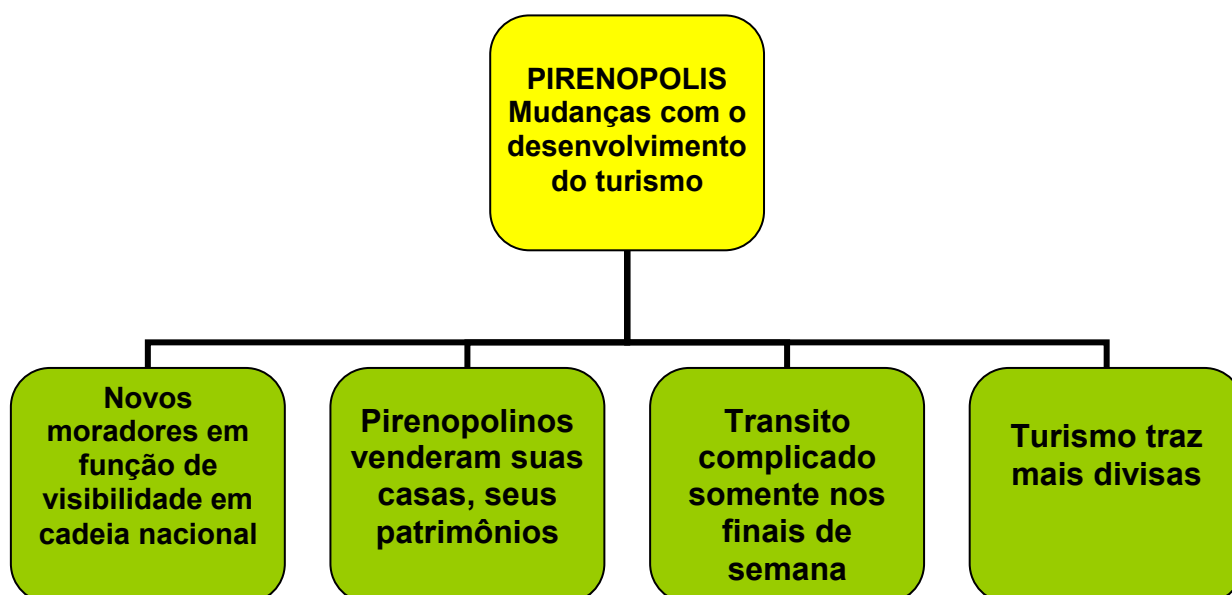 PIRENOPOLIS
Mudanças com o
desenvolvimento
do turismo
Novos
moradores em
função de
visibilidade em
cadeia nacional
Pirenopolinos
venderam suas
casas, seus
patrimônios
Transito
complicado
somente nos
finais de
semana
Turismo traz
mais divisas